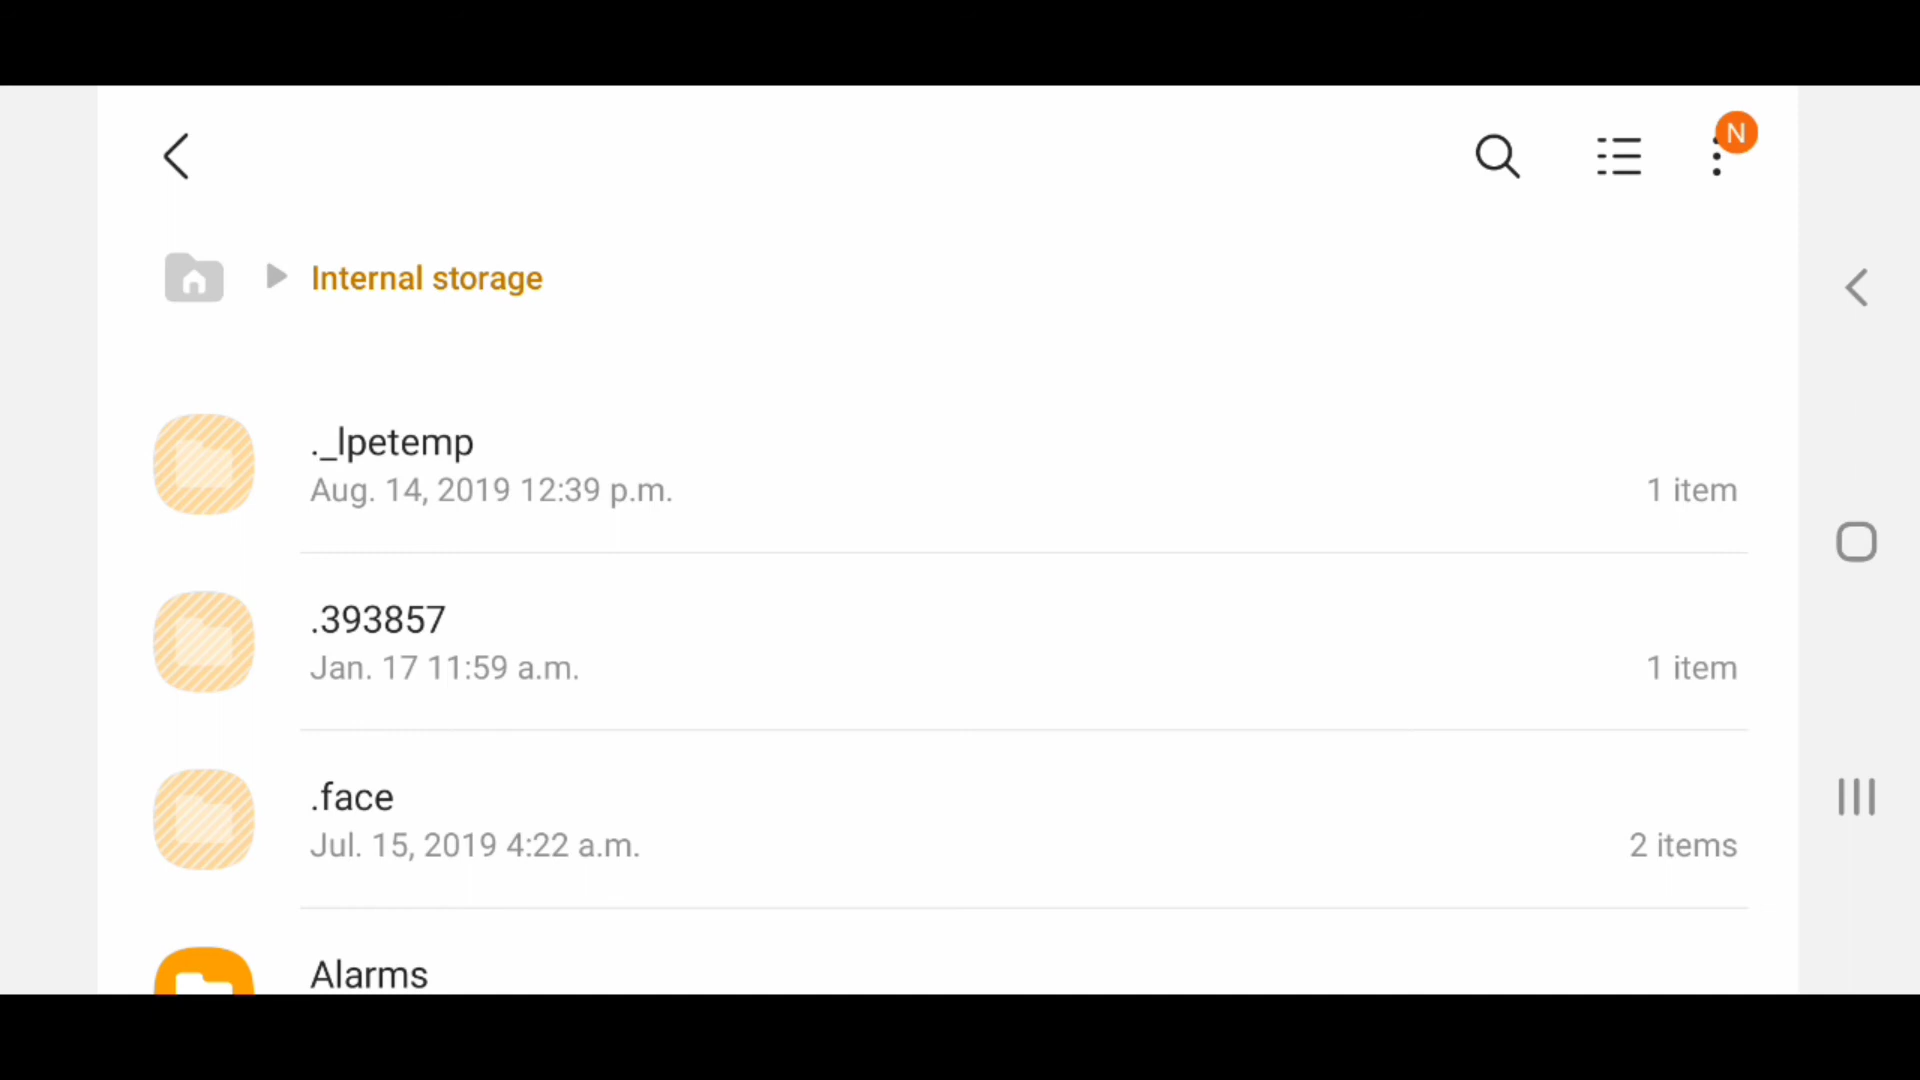 N
Internal storage
._lpetemp
Aug. 14, 2019 12:39 p.m.
1 item
.393857
Jan. 17 11:59 a.m.
1 item
.face
Jul. 15, 2019 4:22 a.m.
2 items
Alarms